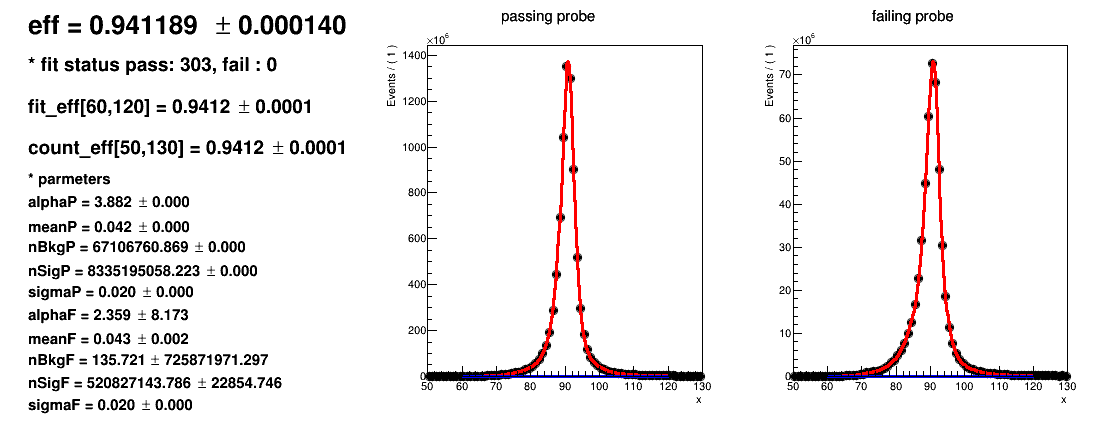 eff = 0.941189 ± 0.000140
* fit status pass: 303, fail : 0
fit_eff[60,120] = 0.9412 ± 0.0001
count_eff[50,130] = 0.9412 ± 0.0001
* parmeters
alphaP = 3.882 ± 0.000
meanP = 0.042 ± 0.000
nBkgP = 67106760.869 ± 0.000
nSigP = 8335195058.223 ± 0.000
sigmaP = 0.020 ± 0.000
alphaF = 2.359 ± 8.173
meanF = 0.043 ± 0.002
nBkgF = 135.721 ± 725871971.297
nSigF = 520827143.786 ± 22854.746
sigmaF = 0.020 ± 0.000
passing probe
×10⁶
Events / ( 1 )
1400
1200
1000
800
600
400
200
0
50 60 70 80 90 100 110 120 130
x
failing probe
×10⁶
Events / ( 1 )
70
60
50
40
30
20
10
0
50 60 70 80 90 100 110 120 130
x